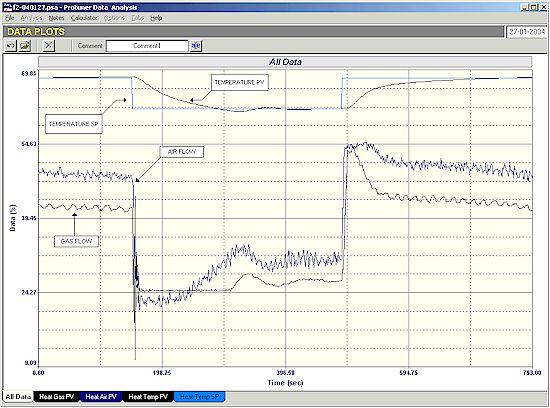 f2-040127.psa - Protuner Data Analysis
File Analysis Notes Calculator Options Tabs Help
DATA PLOTS
27-01-2004
Comment
Comment1
All Data
69.81
TEMPERATURE PV
TEMPERATURE SP
54.63
AIR FLOW
39.45
GAS FLOW
Data (%)
24.27
9.09
0.00 198.25 396.50 594.75 793.00
Time (sec)
All Data Heat Gas PV Heat Air PV Heat Temp PV Heat Temp SP